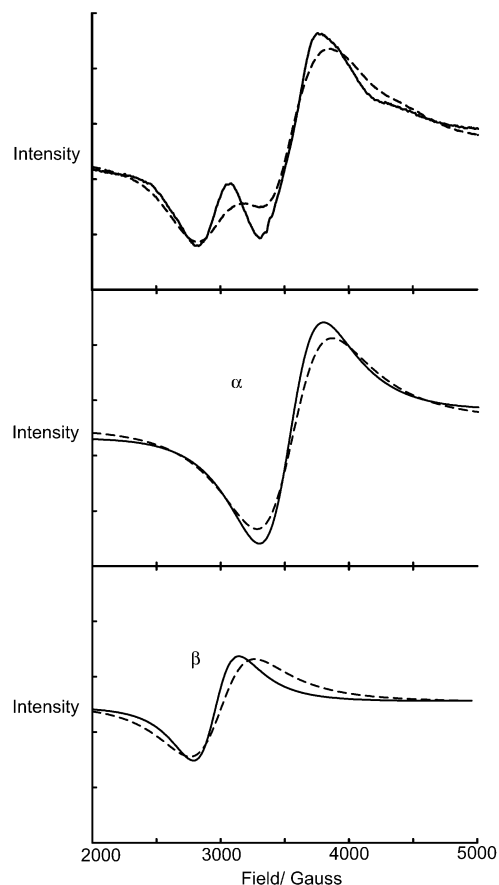 Intensity
α
Intensity
β
Intensity
2000 3000 4000 5000
Field/ Gauss